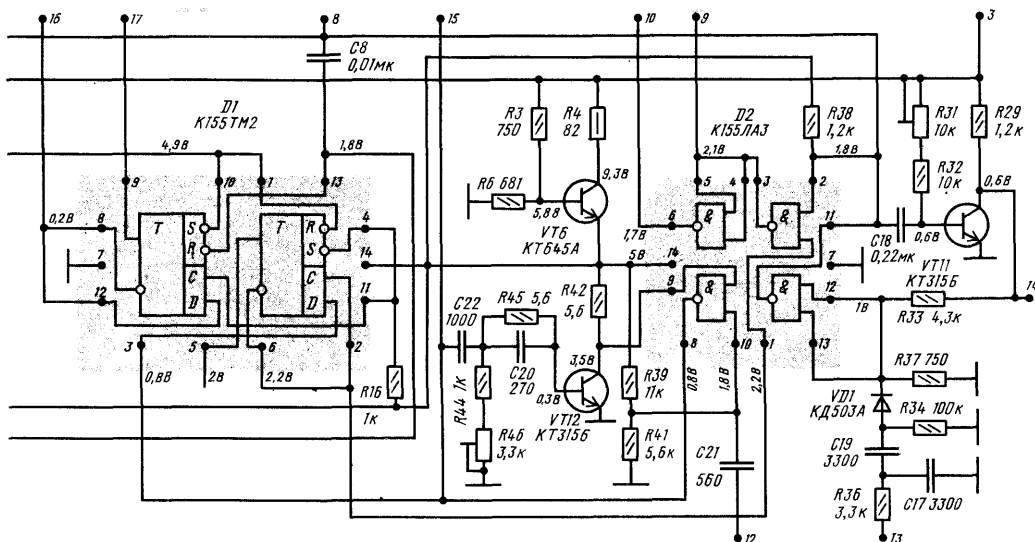 16 17 8 15 10 9 3
C8
0,01мк
D1
К155ТМ2
R3
750
R4
82
D2
К155ЛА3
R38
1,2к
R31
10к
R29
1,2к
4,9В 1,8В 2,1В 1,8В
R32
10к
9 10 1 13 9,3В 5 4 3 2 0,6В
R6 681
5,8В
0,2В 8 T S R T R S 4 6 & & 11
1,7В
VT6
КТ645А
C18
0,22мк
0,6В
7 C C 14 5В 14 7
VT11
КТ315Б
12 D D 11 9 & & 12 1В
R33 4,3к
14
C22
1000
R45 5,6
R42
5,6
3 5 6 2 8 10 1 13
0,8В 2В 2,2В
R16
1к
R44 1к
C20
270
3,5В
0,3В
R39
11к
0,8В 1,8В 2,2В
R37 750
VD1
КД503А
VT12
КТ315Б
R34 100к
R46
3,3к
R41
5,6к
C21
560
C19
3300
R36
3,3к
C17 3300
12 13